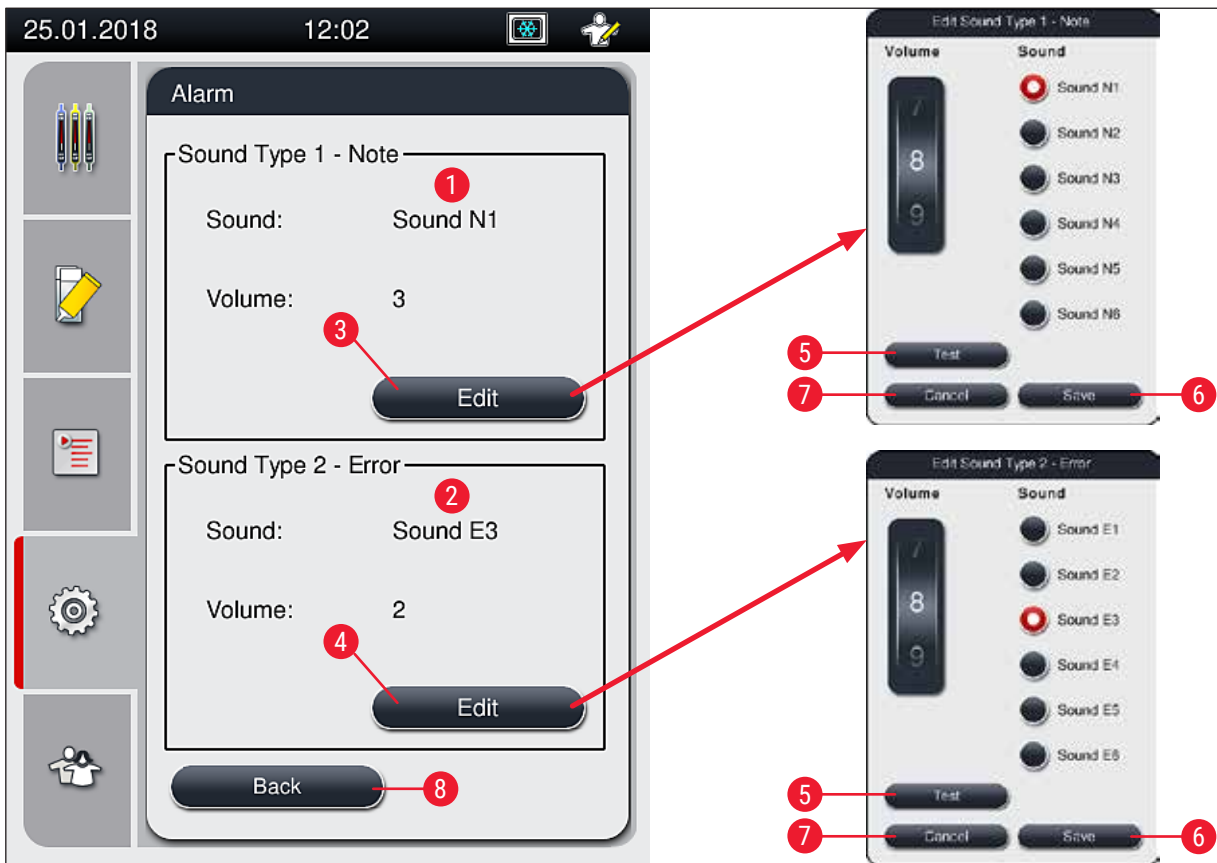 25.01.2018 12:02
Alarm
Sound Type 1 - Note
1
Sound: Sound N1
Volume: 3
3
Edit
Sound Type 2 - Error
2
Sound: Sound E3
Volume: 2
4
Edit
Back
8
Edit Sound Type 1 - Note
Volume Sound
7
8
9
Sound N1
Sound N2
Sound N3
Sound N4
Sound N5
Sound N6
5 Test
7 Cancel Save 6
Edit Sound Type 2 - Error
Volume Sound
7
8
9
Sound E1
Sound E2
Sound E3
Sound E4
Sound E5
Sound E6
5 Test
7 Cancel Save 6